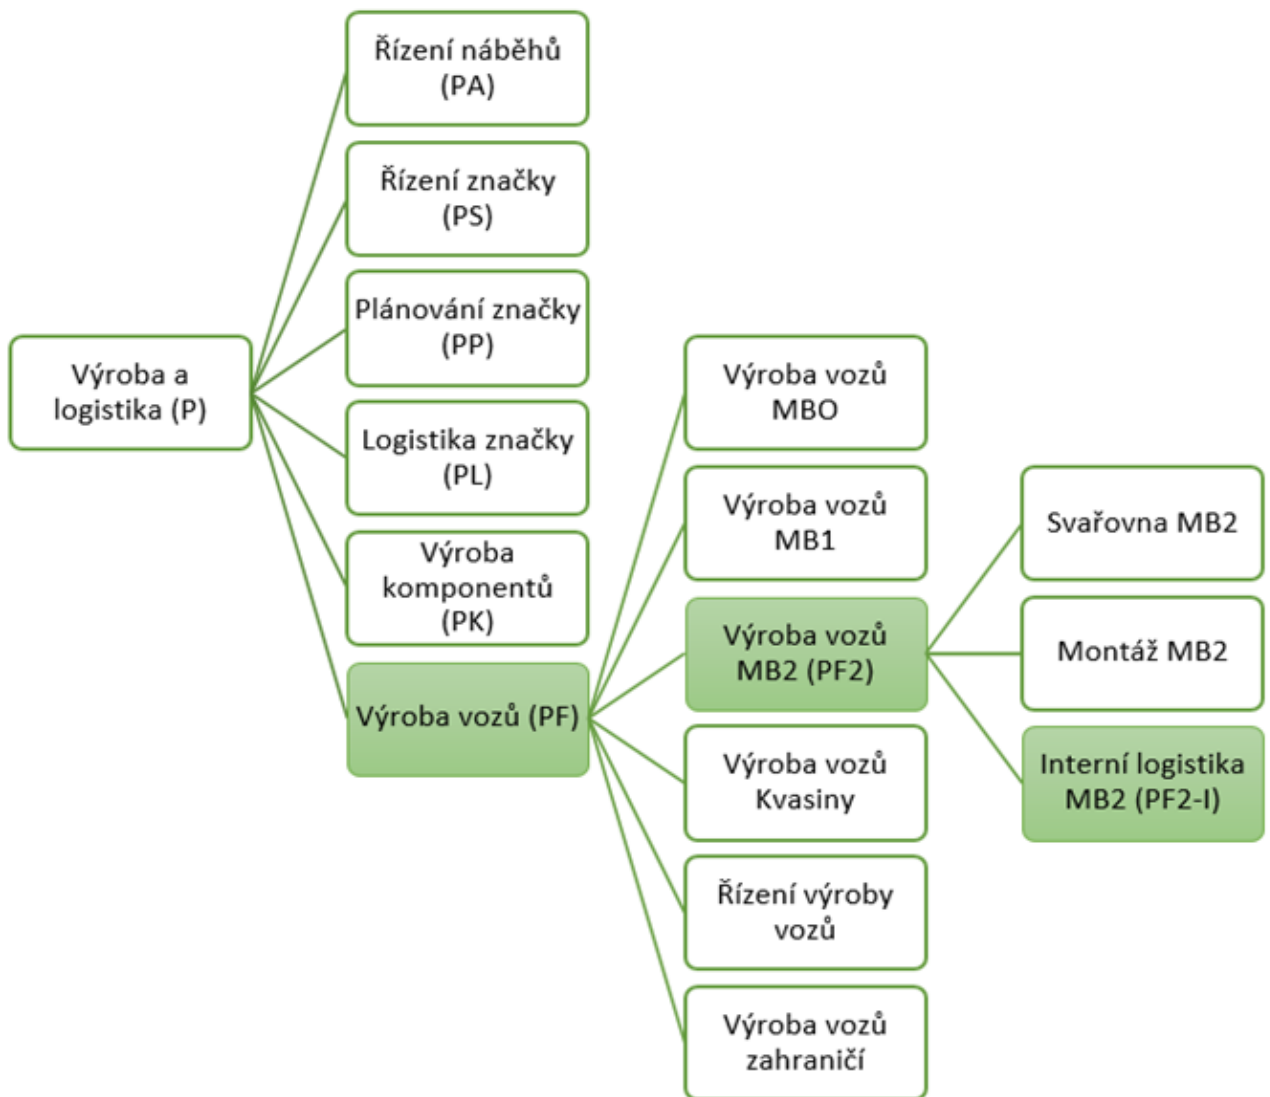 Řízení náběhů
(PA)
Řízení značky
(PS)
Plánování značky
(PP)
Výroba a
logistika (P)
Logistika značky
(PL)
Výroba
komponentů
(PK)
Výroba vozů (PF)
Výroba vozů
MBO
Výroba vozů
MB1
Výroba vozů
MB2 (PF2)
Výroba vozů
Kvasiny
Řízení výroby
vozů
Výroba vozů
zahraničí
Svařovna MB2
Montáž MB2
Interní logistika
MB2 (PF2-I)